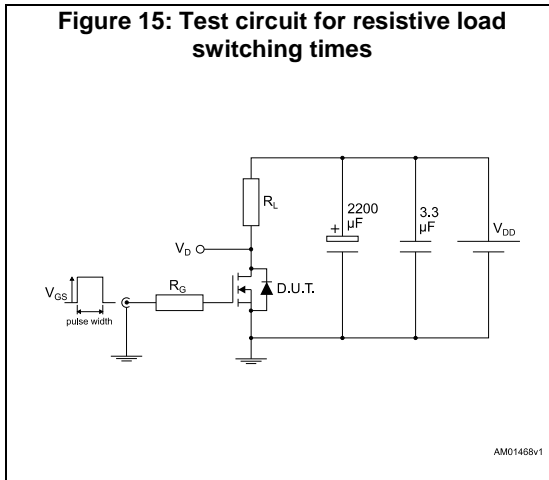 Figure 15: Test circuit for resistive load
switching times
RL
2200
μF
+
3.3
μF
VDD
VD
VGS
pulse width
RG
D.U.T.
AM01468v1